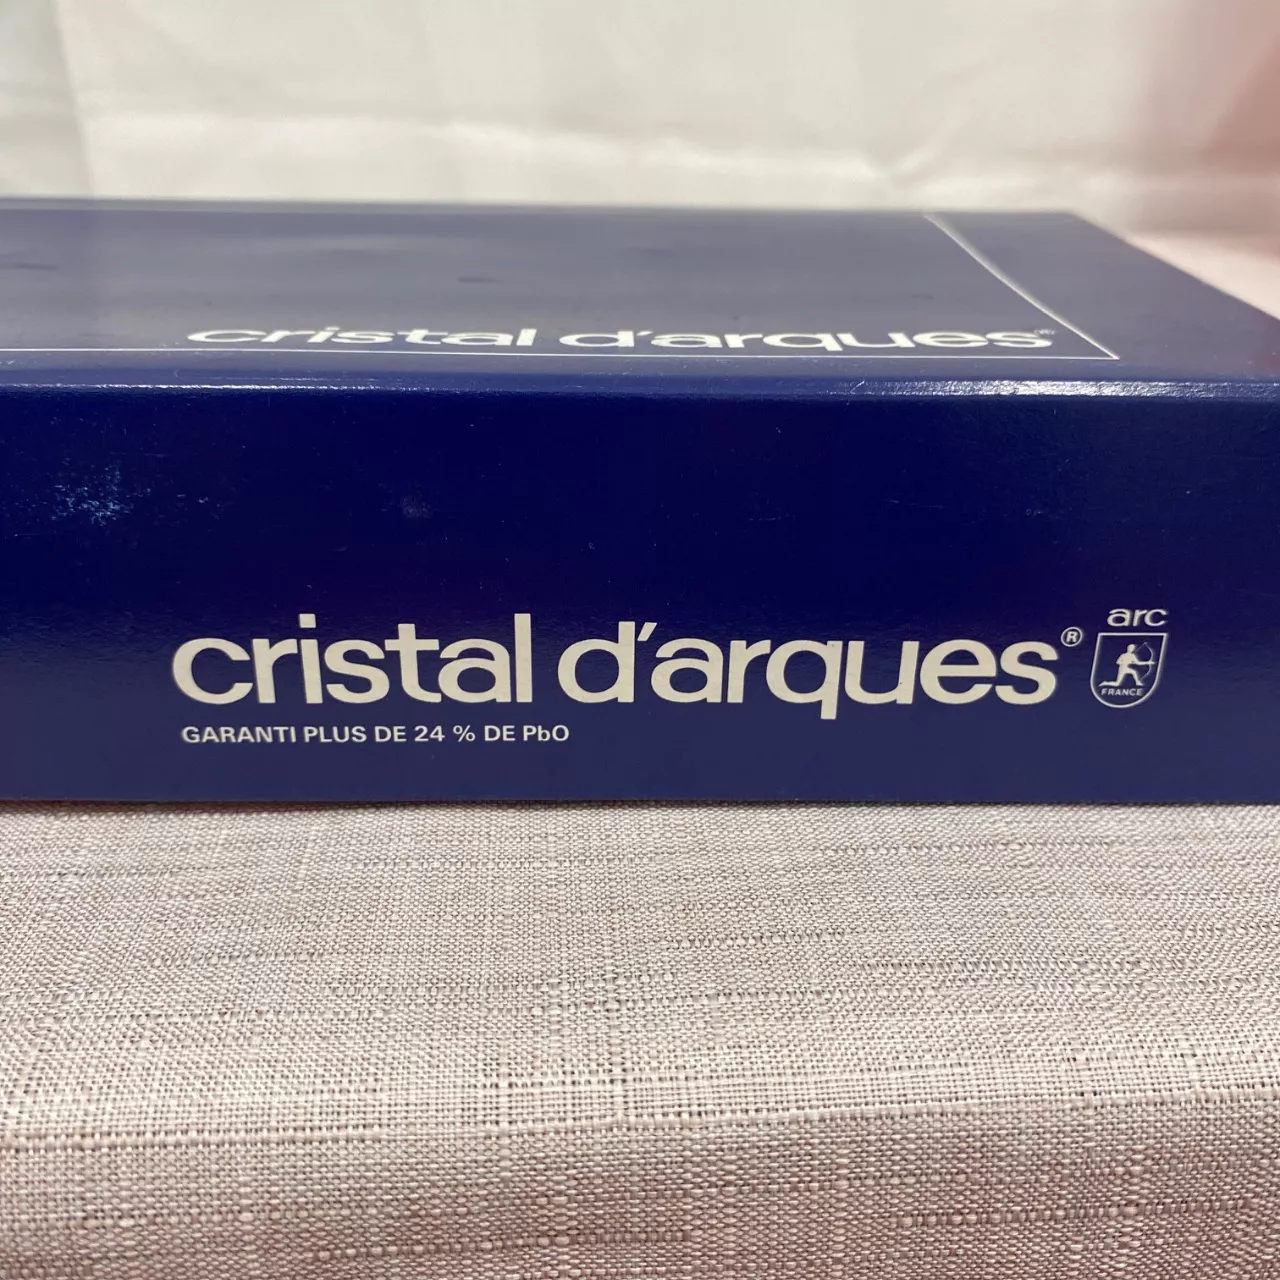 cristal d'arques®
cristal d'arques®
arc
FRANCE
GARANTI PLUS DE 24 % DE PbO